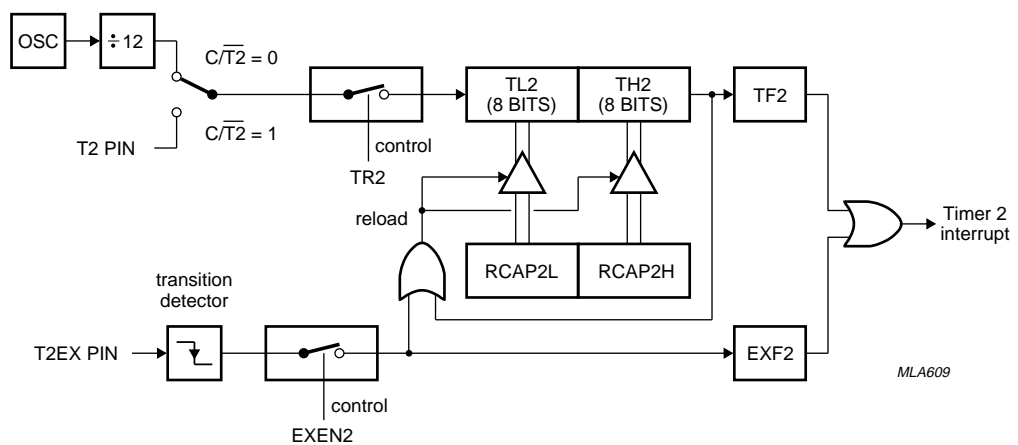 OSC
÷12
C/T2 = 0
C/T2 = 1
T2 PIN
control
TR2
TL2
(8 BITS)
TH2
(8 BITS)
TF2
reload
RCAP2L
RCAP2H
Timer 2
interrupt
transition
detector
T2EX PIN
control
EXEN2
EXF2
MLA609